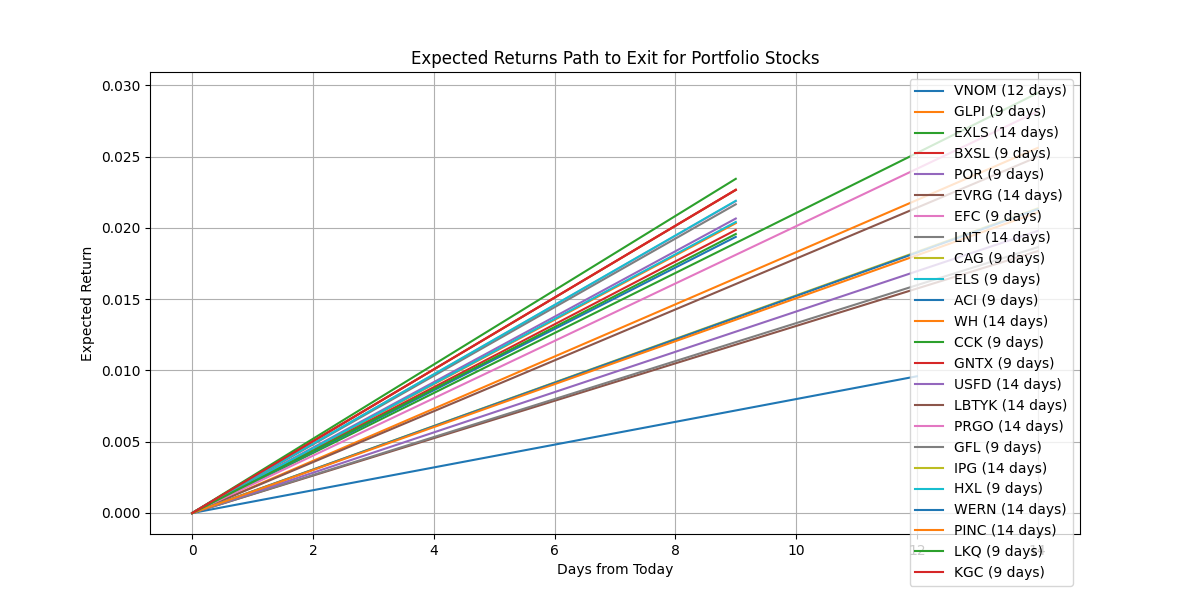 Expected Returns Path to Exit for Portfolio Stocks
0.030
0.025
0.020
0.015
0.010
0.005
0.000
Expected Return
0 2 4 6 8 10 12 14
Days from Today
VNOM (12 days)
GLPI (9 days)
EXLS (14 days)
BXSL (9 days)
POR (9 days)
EVRG (14 days)
EFC (9 days)
LNT (14 days)
CAG (9 days)
ELS (9 days)
ACI (9 days)
WH (14 days)
CCK (9 days)
GNTX (9 days)
USFD (14 days)
LBTYK (14 days)
PRGO (14 days)
GFL (9 days)
IPG (14 days)
HXL (9 days)
WERN (14 days)
PINC (14 days)
LKQ (9 days)
KGC (9 days)